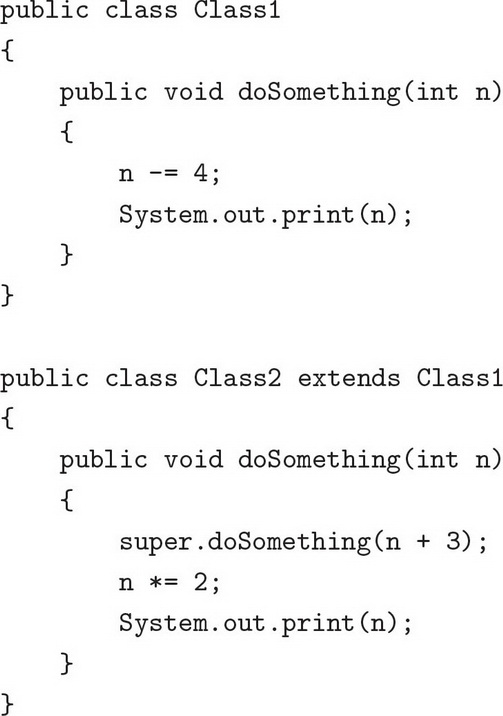 public class Class1
{
    public void doSomething(int n)
    {
        n -= 4;
        System.out.print(n);
    }
}

public class Class2 extends Class1
{
    public void doSomething(int n)
    {
        super.doSomething(n + 3);
        n *= 2;
        System.out.print(n);
    }
}